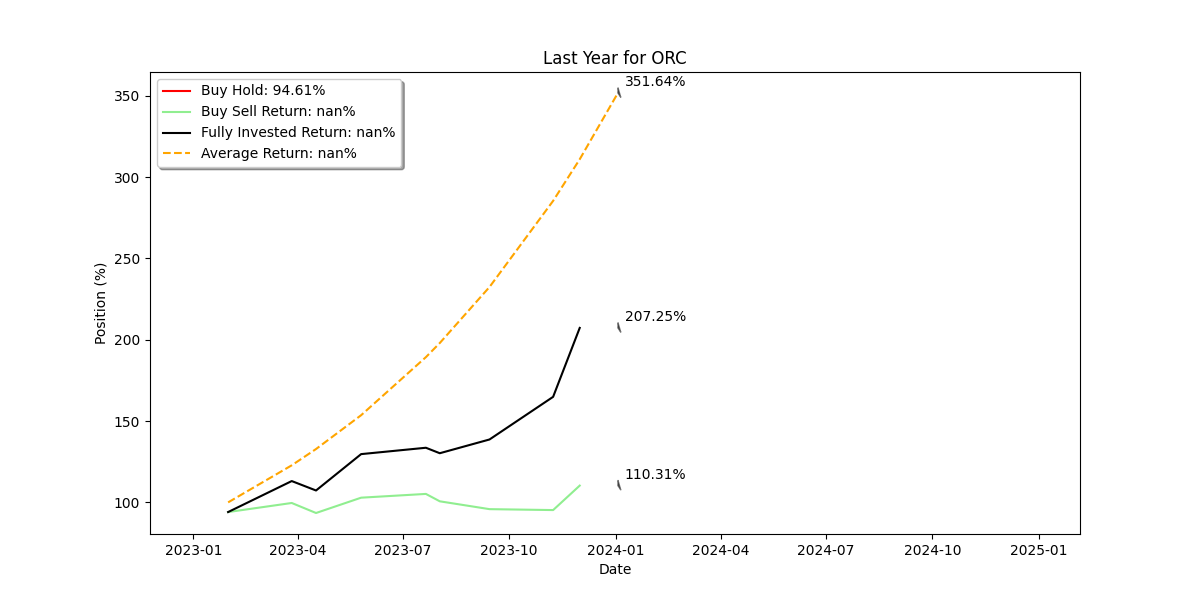 Last Year for ORC
351.64%
Buy Hold: 94.61%
Buy Sell Return: nan%
Fully Invested Return: nan%
Average Return: nan%
350
300
250
207.25%
200
150
110.31%
100
Position (%)
2023-01 2023-04 2023-07 2023-10 2024-01 2024-04 2024-07 2024-10 2025-01
Date